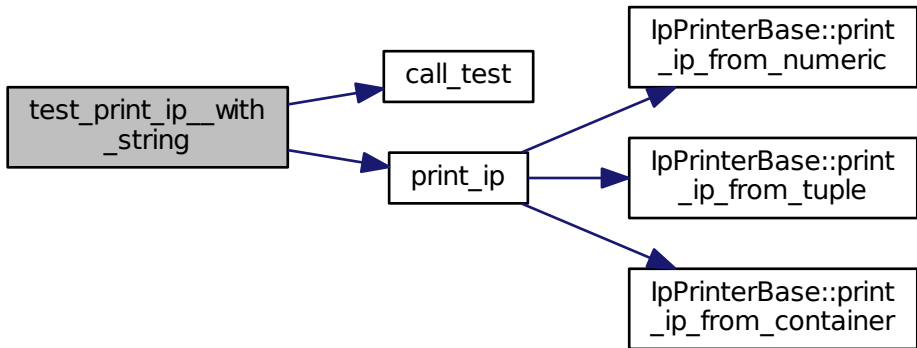 test_print_ip__with
_string
call_test
print_ip
IpPrinterBase::print
_ip_from_numeric
IpPrinterBase::print
_ip_from_tuple
IpPrinterBase::print
_ip_from_container